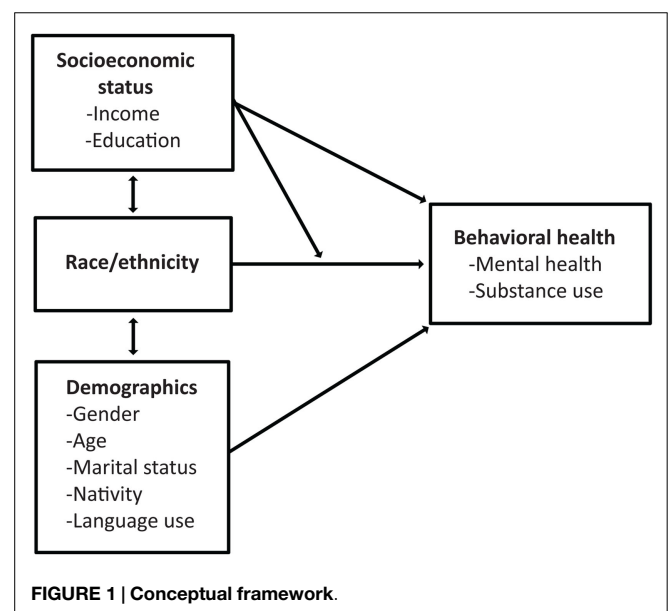 Socioeconomic
status
-Income
-Education
Race/ethnicity
Demographics
-Gender
-Age
-Marital status
-Nativity
-Language use
Behavioral health
-Mental health
-Substance use
FIGURE 1 | Conceptual framework.